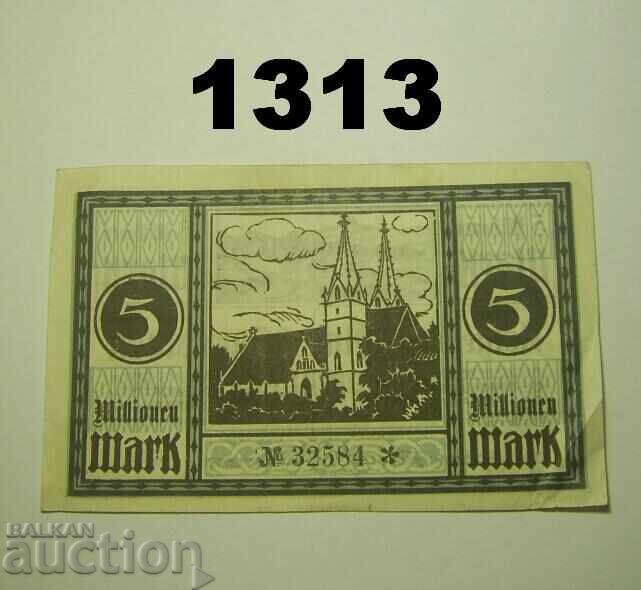 1313
5 5
Millionen Millionen
Mark Mark
№ 32584 *
BALKAN
auction